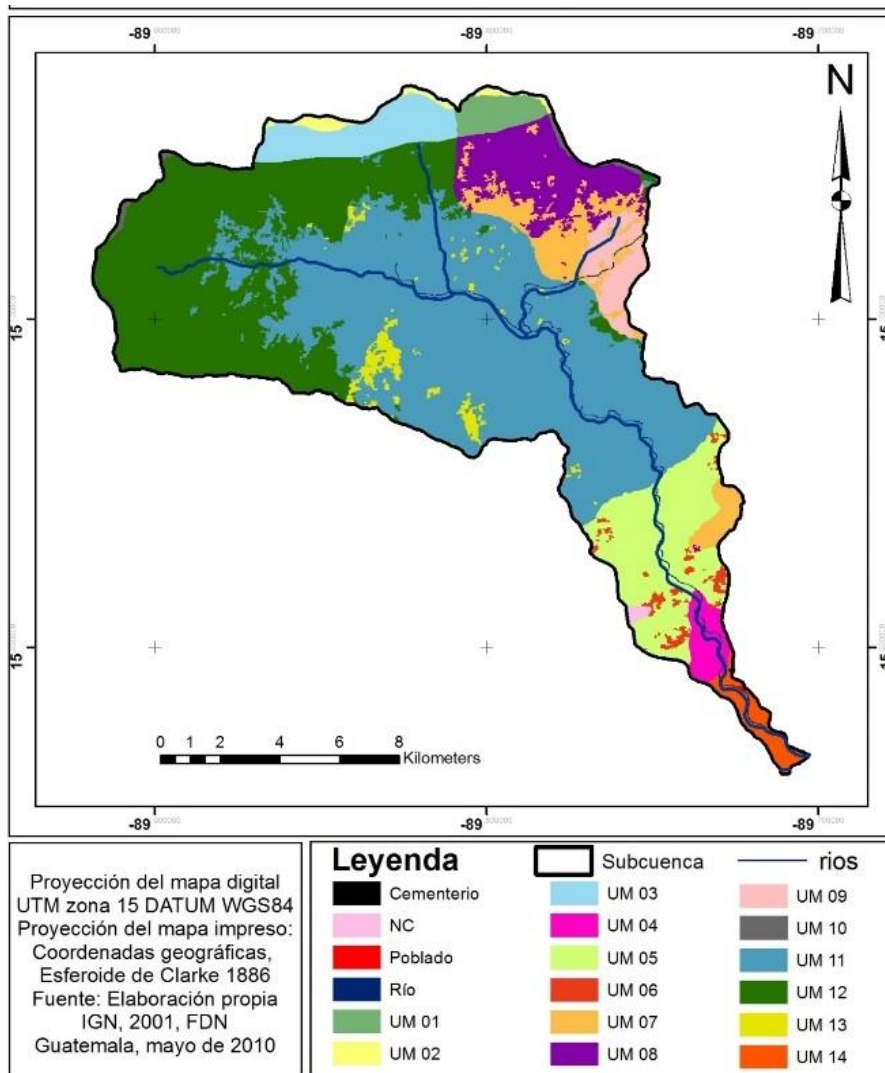 -89 -89 -89
N
15 15
15 15
0 1 2 4 6 8
Kilometers
-89 -89 -89
Proyección del mapa digital
UTM zona 15 DATUM WGS84
Proyección del mapa impreso:
Coordenadas geográficas,
Esferoide de Clarke 1886
Fuente: Elaboración propia
IGN, 2001, FDN
Guatemala, mayo de 2010
Leyenda
Cementerio
NC
Poblado
Río
UM 01
UM 02
Subcuenca
UM 03
UM 04
UM 05
UM 06
UM 07
UM 08
rios
UM 09
UM 10
UM 11
UM 12
UM 13
UM 14